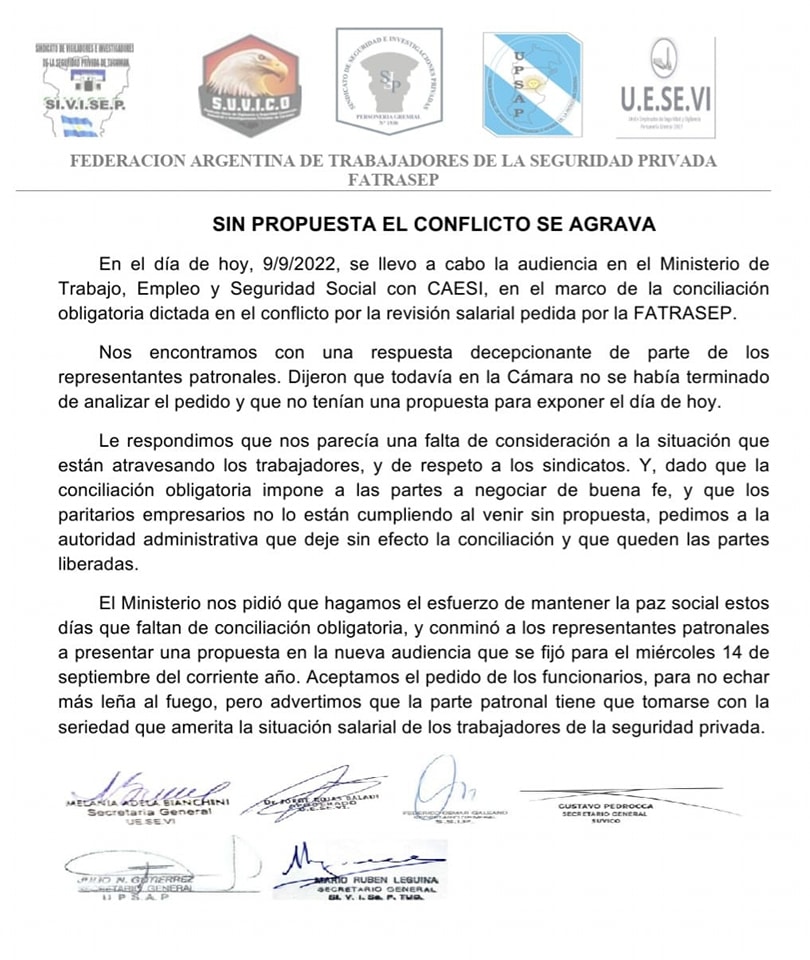 SINDICATO DE VIGILADORES E INVESTIGADORES
DE LA SEGURIDAD PRIVADA DE TUCUMAN
SI.V.I.SE.P.
S.U.V.I.C.O
SINDICATO DE SEGURIDAD E INVESTIGACIONES PRIVADAS
SIP
PERSONERIA GREMIAL
N° 1930
UPSAP
U.E.SE.VI
FEDERACION ARGENTINA DE TRABAJADORES DE LA SEGURIDAD PRIVADA
FATRASEP
SIN PROPUESTA EL CONFLICTO SE AGRAVA
En el día de hoy, 9/9/2022, se llevo a cabo la audiencia en el Ministerio de
Trabajo, Empleo y Seguridad Social con CAESI, en el marco de la conciliación
obligatoria dictada en el conflicto por la revisión salarial pedida por la FATRASEP.
Nos encontramos con una respuesta decepcionante de parte de los
representantes patronales. Dijeron que todavía en la Cámara no se había terminado
de analizar el pedido y que no tenían una propuesta para exponer el día de hoy.
Le respondimos que nos parecía una falta de consideración a la situación que
están atravesando los trabajadores, y de respeto a los sindicatos. Y, dado que la
conciliación obligatoria impone a las partes a negociar de buena fe, y que los
paritarios empresarios no lo están cumpliendo al venir sin propuesta, pedimos a la
autoridad administrativa que deje sin efecto la conciliación y que queden las partes
liberadas.
El Ministerio nos pidió que hagamos el esfuerzo de mantener la paz social estos
días que faltan de conciliación obligatoria, y conminó a los representantes patronales
a presentar una propuesta en la nueva audiencia que se fijó para el miércoles 14 de
septiembre del corriente año. Aceptamos el pedido de los funcionarios, para no echar
más leña al fuego, pero advertimos que la parte patronal tiene que tomarse con la
seriedad que amerita la situación salarial de los trabajadores de la seguridad privada.
MELANIA ADELA BIANCHINI
Secretaria General
UE.SE.VI
Dr. JORGE ROJAS
U.E.SE.VI.
FEDERICO OSMAR GALEANO
SECRETARIO GENERAL
S.S.I.P.
GUSTAVO PEDROCCA
SECRETARIO GENERAL
SUVICO
JULIO N. GUTIERREZ
SECRETARIO GENERAL
U P S A P
MARIO RUBEN LEGUINA
SECRETARIO GENERAL
SI. V. I. Se. P. TUC.